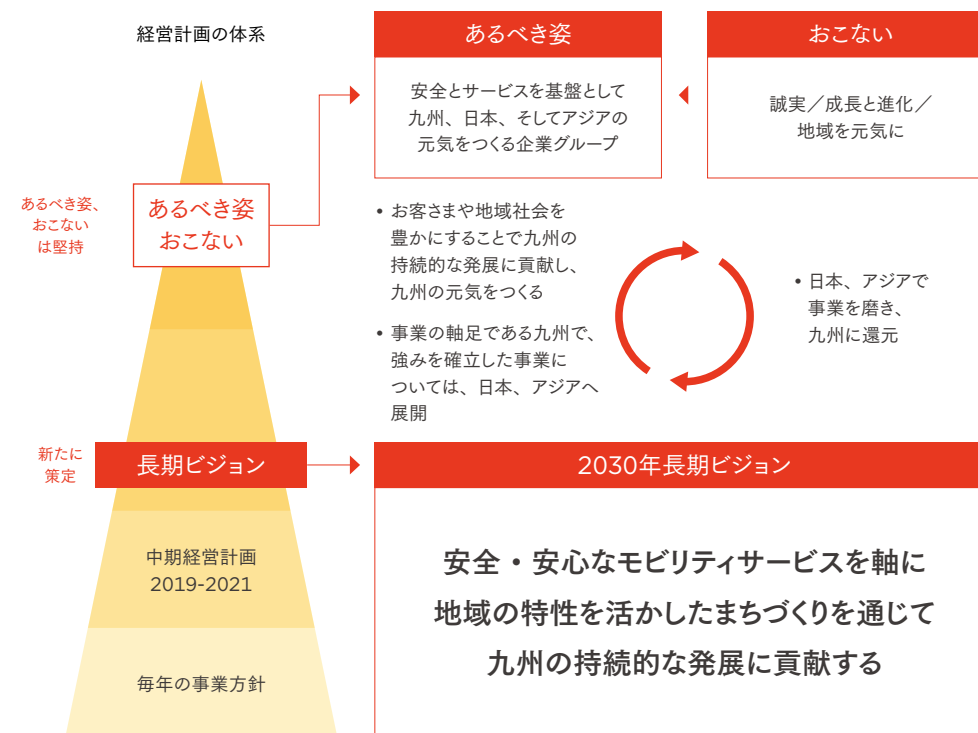 経営計画の体系
あるべき姿、
おこない
は堅持
あるべき姿
おこない
新たに
策定
長期ビジョン
中期経営計画
2019-2021
毎年の事業方針
あるべき姿
安全とサービスを基盤として
九州、日本、そしてアジアの
元気をつくる企業グループ
おこない
誠実／成長と進化／
地域を元気に
• お客さまや地域社会を
豊かにすることで九州の
持続的な発展に貢献し、
九州の元気をつくる
• 事業の軸足である九州で、
強みを確立した事業に
ついては、日本、アジアへ
展開
• 日本、アジアで
事業を磨き、
九州に還元
2030年長期ビジョン
安全・安心なモビリティサービスを軸に
地域の特性を活かしたまちづくりを通じて
九州の持続的な発展に貢献する